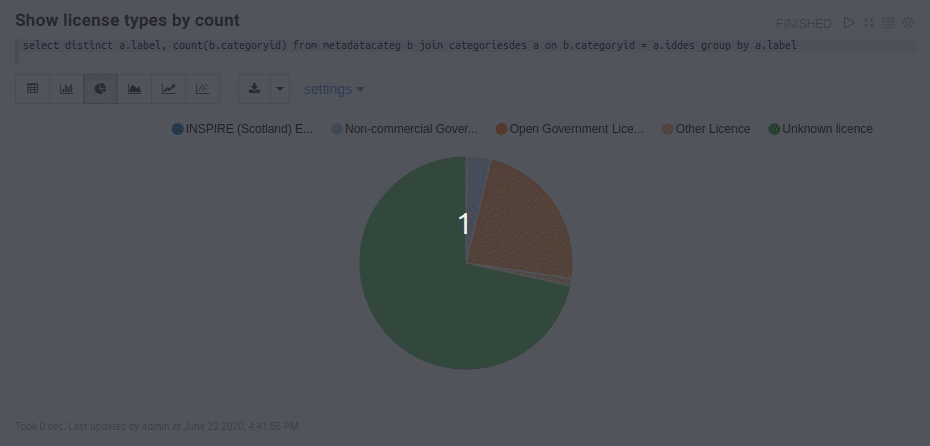 Show license types by count
FINISHED
select distinct a.label, count(b.categoryid) from metadatacateg b join categoriesdes a on b.categoryid = a.iddes group by a.label
settings
INSPIRE (Scotland) E...
Non-commercial Gover...
Open Government Lice...
Other Licence
Unknown licence
1
Took 0 sec. Last updated by admin at June 22 2020, 4:41:56 PM.